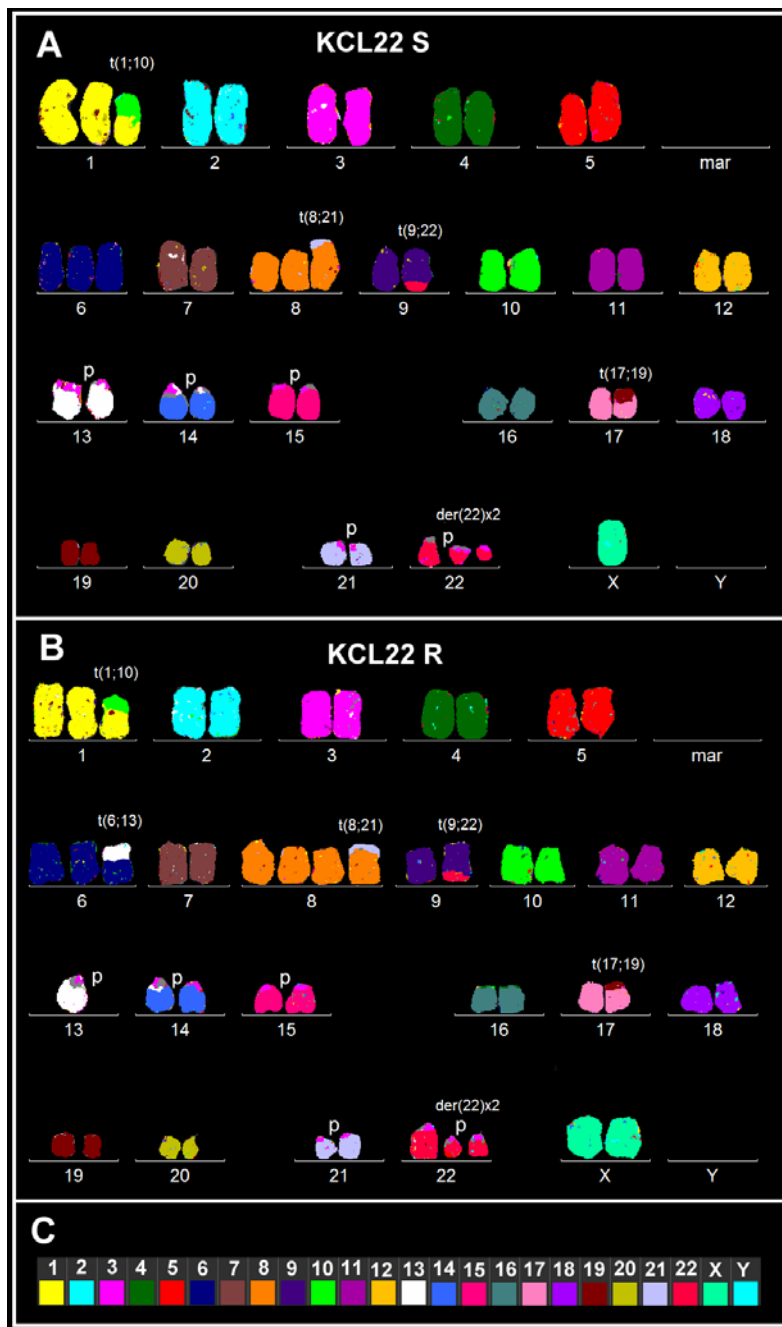 A
KCL22 S
t(1;10)
1 2 3 4 5 mar
t(8;21) t(9;22)
6 7 8 9 10 11 12
p p p t(17;19)
13 14 15 16 17 18
der(22)x2
p p
19 20 21 22 X Y
B
KCL22 R
t(1;10)
1 2 3 4 5 mar
t(6;13) t(8;21) t(9;22)
6 7 8 9 10 11 12
p p p t(17;19)
13 14 15 16 17 18
der(22)x2
p p
19 20 21 22 X Y
C
1 2 3 4 5 6 7 8 9 10 11 12 13 14 15 16 17 18 19 20 21 22 X Y